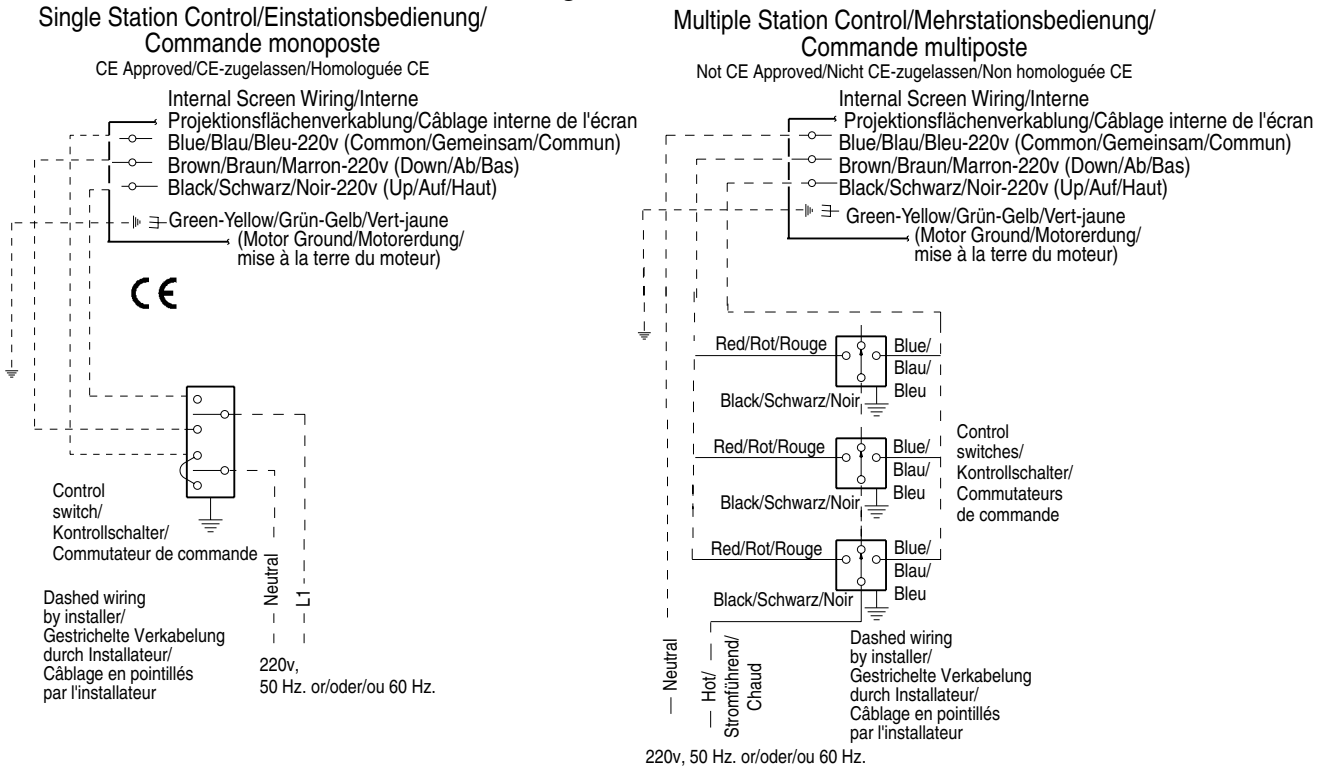 Single Station Control/Einstationsbedienung/
Commande monoposte
CE Approved/CE-zugelassen/Homologuée CE
Internal Screen Wiring/Interne
Projektionsflächenverkablung/Câblage interne de l'écran
Blue/Blau/Bleu-220v (Common/Gemeinsam/Commun)
Brown/Braun/Marron-220v (Down/Ab/Bas)
Black/Schwarz/Noir-220v (Up/Auf/Haut)
Green-Yellow/Grün-Gelb/Vert-jaune
(Motor Ground/Motorerdung/
mise à la terre du moteur)
CE
Control
switch/
Kontrollschalter/
Commutateur de commande
Neutral
L1
Dashed wiring
by installer/
Gestrichelte Verkabelung
durch Installateur/
Câblage en pointillés
par l'installateur
220v,
50 Hz. or/oder/ou 60 Hz.
Multiple Station Control/Mehrstationsbedienung/
Commande multiposte
Not CE Approved/Nicht CE-zugelassen/Non homologuée CE
Internal Screen Wiring/Interne
Projektionsflächenverkablung/Câblage interne de l'écran
Blue/Blau/Bleu-220v (Common/Gemeinsam/Commun)
Brown/Braun/Marron-220v (Down/Ab/Bas)
Black/Schwarz/Noir-220v (Up/Auf/Haut)
Green-Yellow/Grün-Gelb/Vert-jaune
(Motor Ground/Motorerdung/
mise à la terre du moteur)
Red/Rot/Rouge
Blue/
Blau/
Bleu
Black/Schwarz/Noir
Red/Rot/Rouge
Blue/
Blau/
Bleu
Black/Schwarz/Noir
Control
switches/
Kontrollschalter/
Commutateurs
de commande
Red/Rot/Rouge
Blue/
Blau/
Bleu
Black/Schwarz/Noir
Neutral
Hot/
Stromführend/
Chaud
Dashed wiring
by installer/
Gestrichelte Verkabelung
durch Installateur/
Câblage en pointillés
par l'installateur
220v, 50 Hz. or/oder/ou 60 Hz.